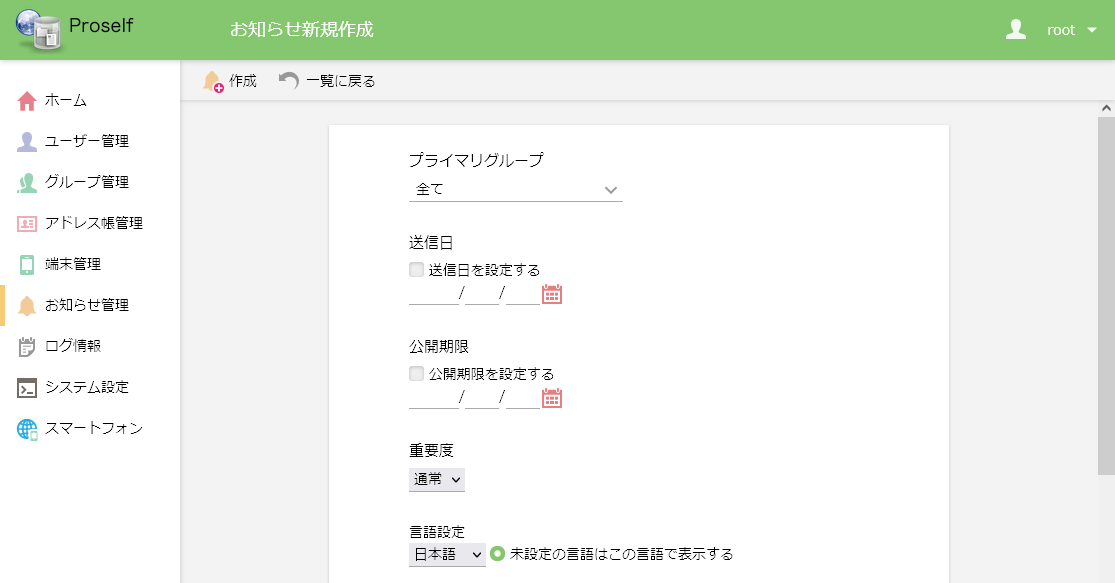 Proself
お知らせ新規作成
root
作成
一覧に戻る
ホーム
ユーザー管理
グループ管理
アドレス帳管理
端末管理
お知らせ管理
ログ情報
システム設定
スマートフォン
プライマリグループ
全て
送信日
送信日を設定する
/ /
公開期限
公開期限を設定する
/ /
重要度
通常
言語設定
日本語 未設定の言語はこの言語で表示する